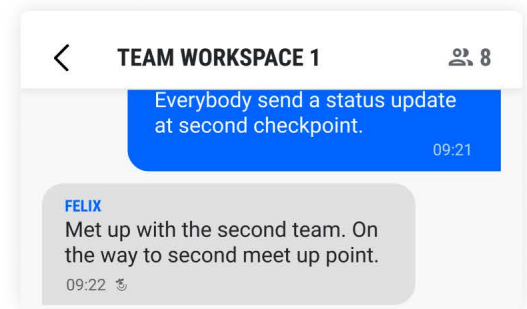 TEAM WORKSPACE 1
8
Everybody send a status update
at second checkpoint.
09:21
FELIX
Met up with the second team. On
the way to second meet up point.
09:22